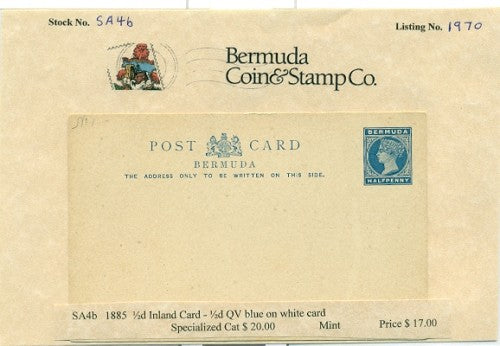 Stock No. SA4b Listing No. 1970
Bermuda
Coin&StampCo.
POST CARD
BERMUDA
THE ADDRESS ONLY TO BE WRITTEN ON THIS SIDE.
BERMUDA
HALFPENNY
SA4b 1885 ½d Inland Card - ½d QV blue on white card
Specialized Cat $ 20.00 Mint Price $ 17.00